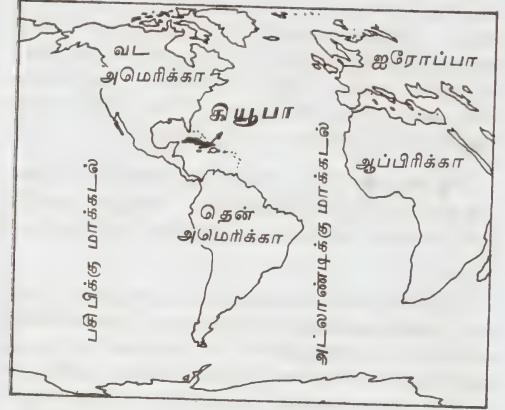 வட
அமெரிக்கா
ஐரோப்பா
கியூபா
ஆப்பிரிக்கா
தென்
அமெரிக்கா
பசிபிக்கு மாக்கடல்
அட்லாண்டிக்கு மாக்கடல்